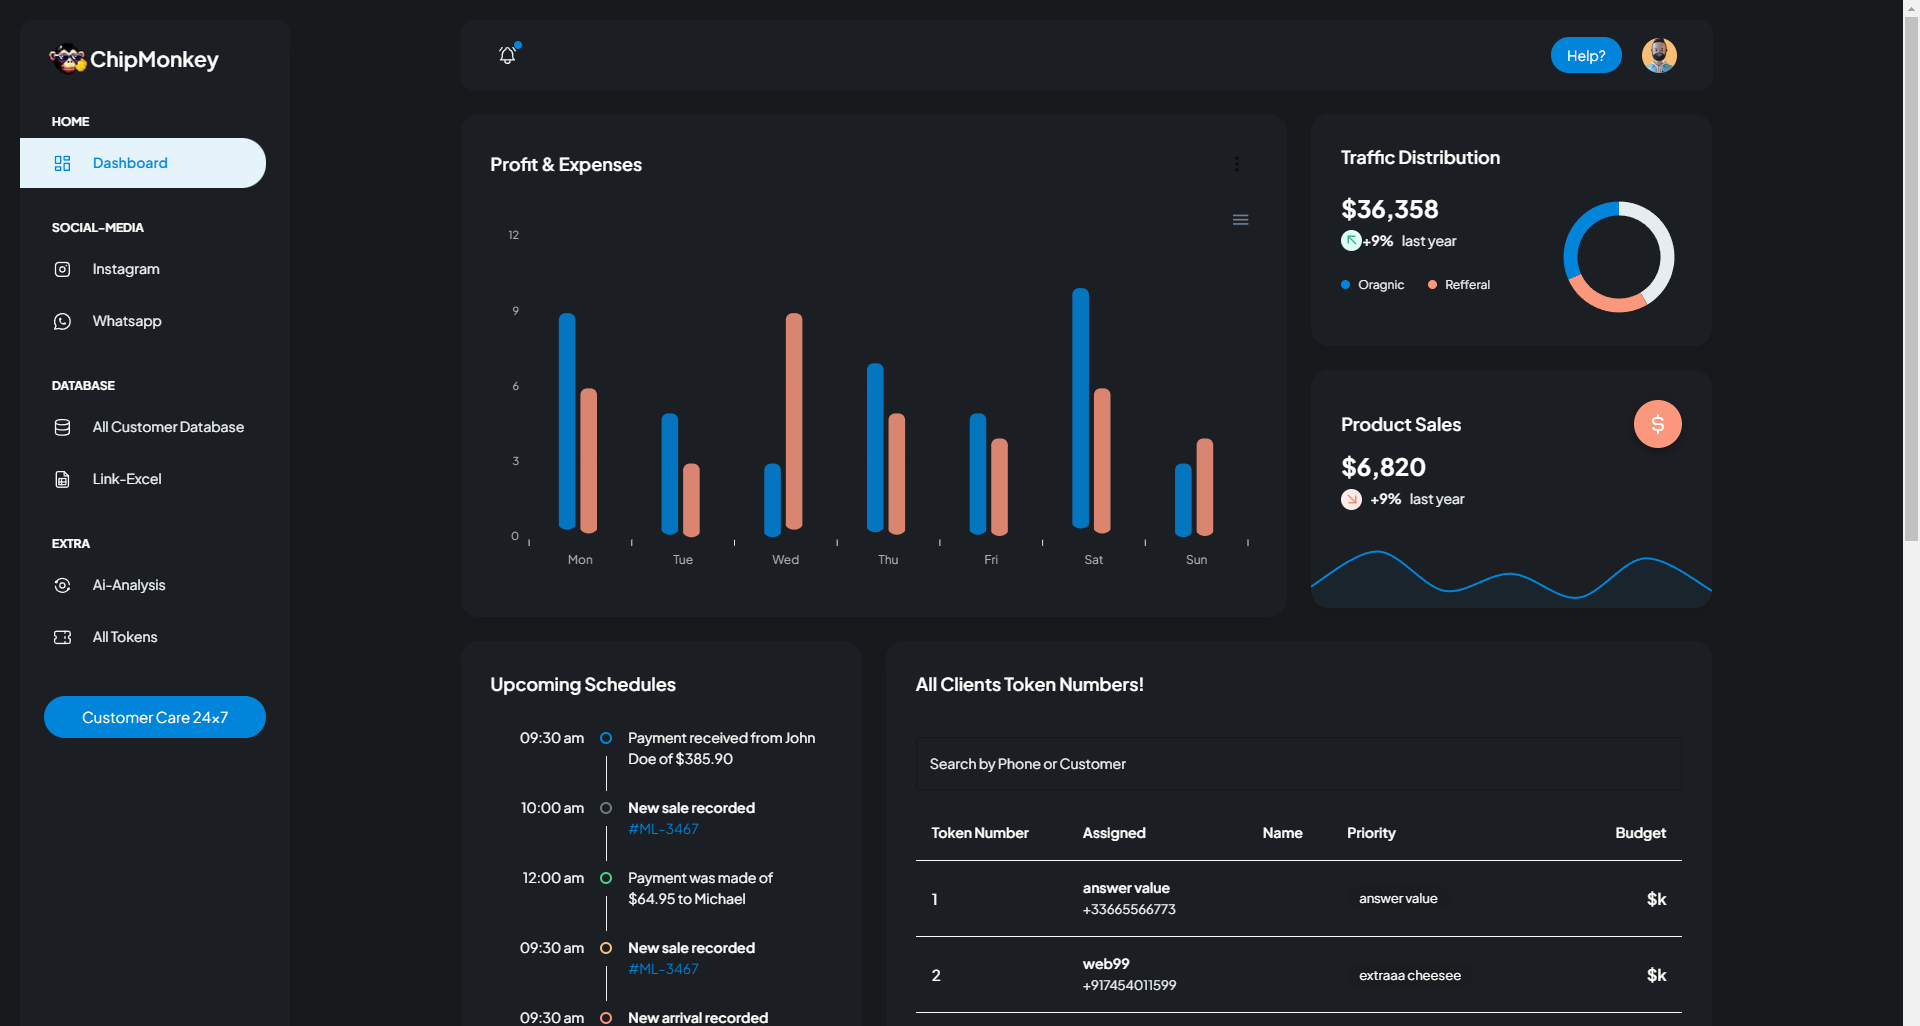 ChipMonkey
HOME
Dashboard
SOCIAL-MEDIA
Instagram
Whatsapp
DATABASE
All Customer Database
Link-Excel
EXTRA
Ai-Analysis
All Tokens
Customer Care 24x7
Help?
Profit & Expenses
12
9
6
3
0
Mon Tue Wed Thu Fri Sat Sun
Traffic Distribution
$36,358
+9% last year
Oragnic Refferal
Product Sales
$
$6,820
+9% last year
Upcoming Schedules
09:30 am Payment received from John
Doe of $385.90
10:00 am New sale recorded
#ML-3467
12:00 am Payment was made of
$64.95 to Michael
09:30 am New sale recorded
#ML-3467
09:30 am New arrival recorded
All Clients Token Numbers!
Search by Phone or Customer
Token Number Assigned Name Priority Budget
1 answer value +33665566773 answer value $k
2 web99 +917454011599 extraaa cheesee $k